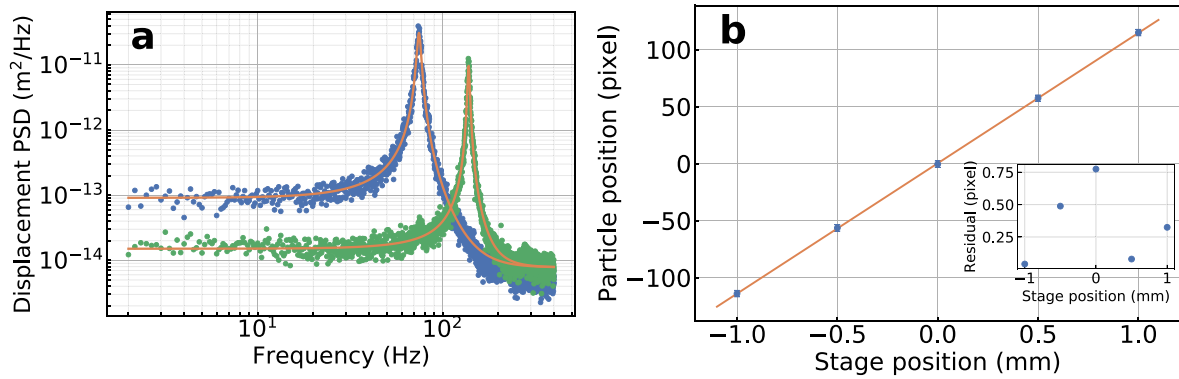 a
Displacement PSD (m²/Hz)
10⁻¹¹
10⁻¹²
10⁻¹³
10⁻¹⁴
10¹
10²
Frequency (Hz)
b
Particle position (pixel)
100
50
0
−50
−100
−1.0
−0.5
0.0
0.5
1.0
Stage position (mm)
Residual (pixel)
0.75
0.50
0.25
−1
0
1
Stage position (mm)